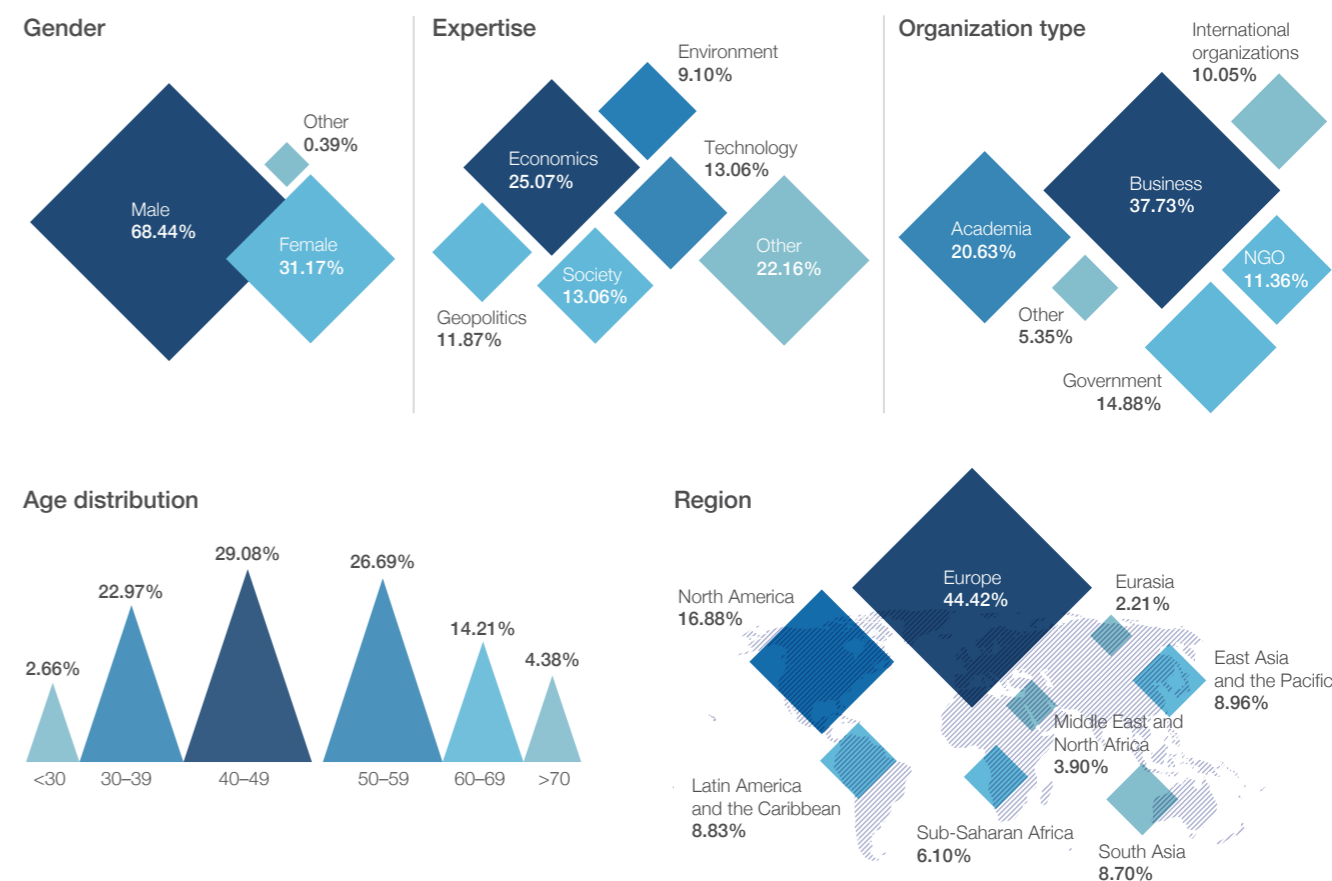 Gender
Male
68.44%
Other
0.39%
Female
31.17%
Expertise
Environment
9.10%
Economics
25.07%
Technology
13.06%
Other
22.16%
Society
13.06%
Geopolitics
11.87%
Organization type
International
organizations
10.05%
Business
37.73%
Academia
20.63%
NGO
11.36%
Other
5.35%
Government
14.88%
Age distribution
2.66%
22.97%
29.08%
26.69%
14.21%
4.38%
<30
30–39
40–49
50–59
60–69
>70
Region
Europe
44.42%
North America
16.88%
Eurasia
2.21%
East Asia
and the Pacific
8.96%
Middle East and
North Africa
3.90%
Latin America
and the Caribbean
8.83%
Sub-Saharan Africa
6.10%
South Asia
8.70%